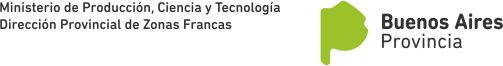 Ministerio de Producción, Ciencia y Tecnología
Dirección Provincial de Zonas Francas
Buenos Aires
Provincia